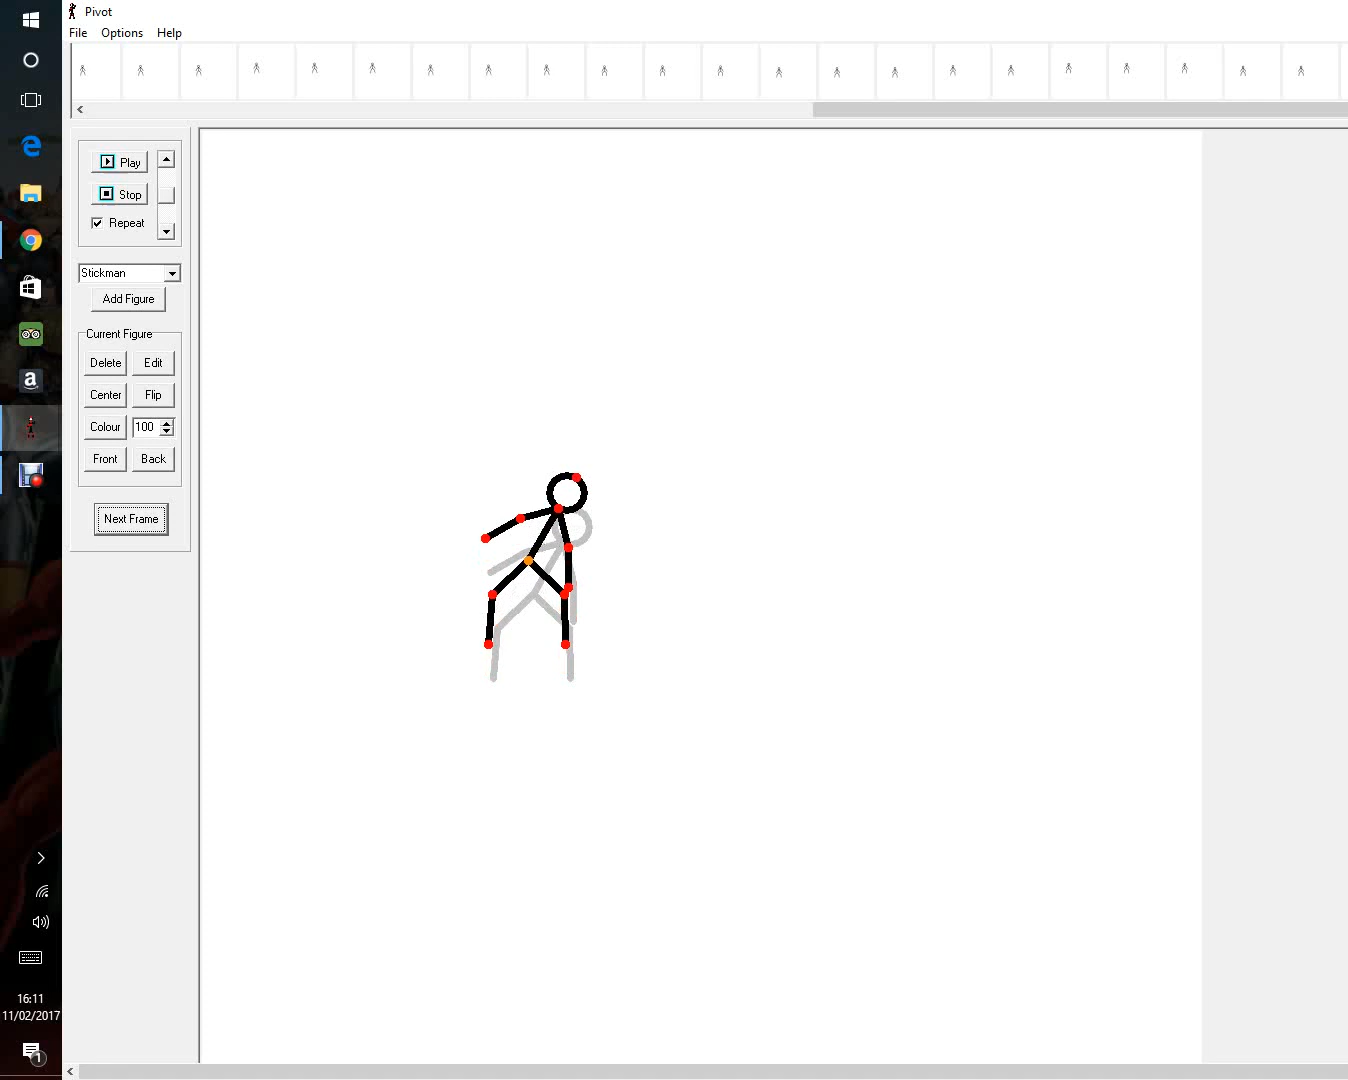 Pivot
File Options Help
Play
Stop
Repeat
Stickman
Add Figure
Current Figure
Delete Edit
Center Flip
Colour 100
Front Back
Next Frame
16:11
11/02/2017
1